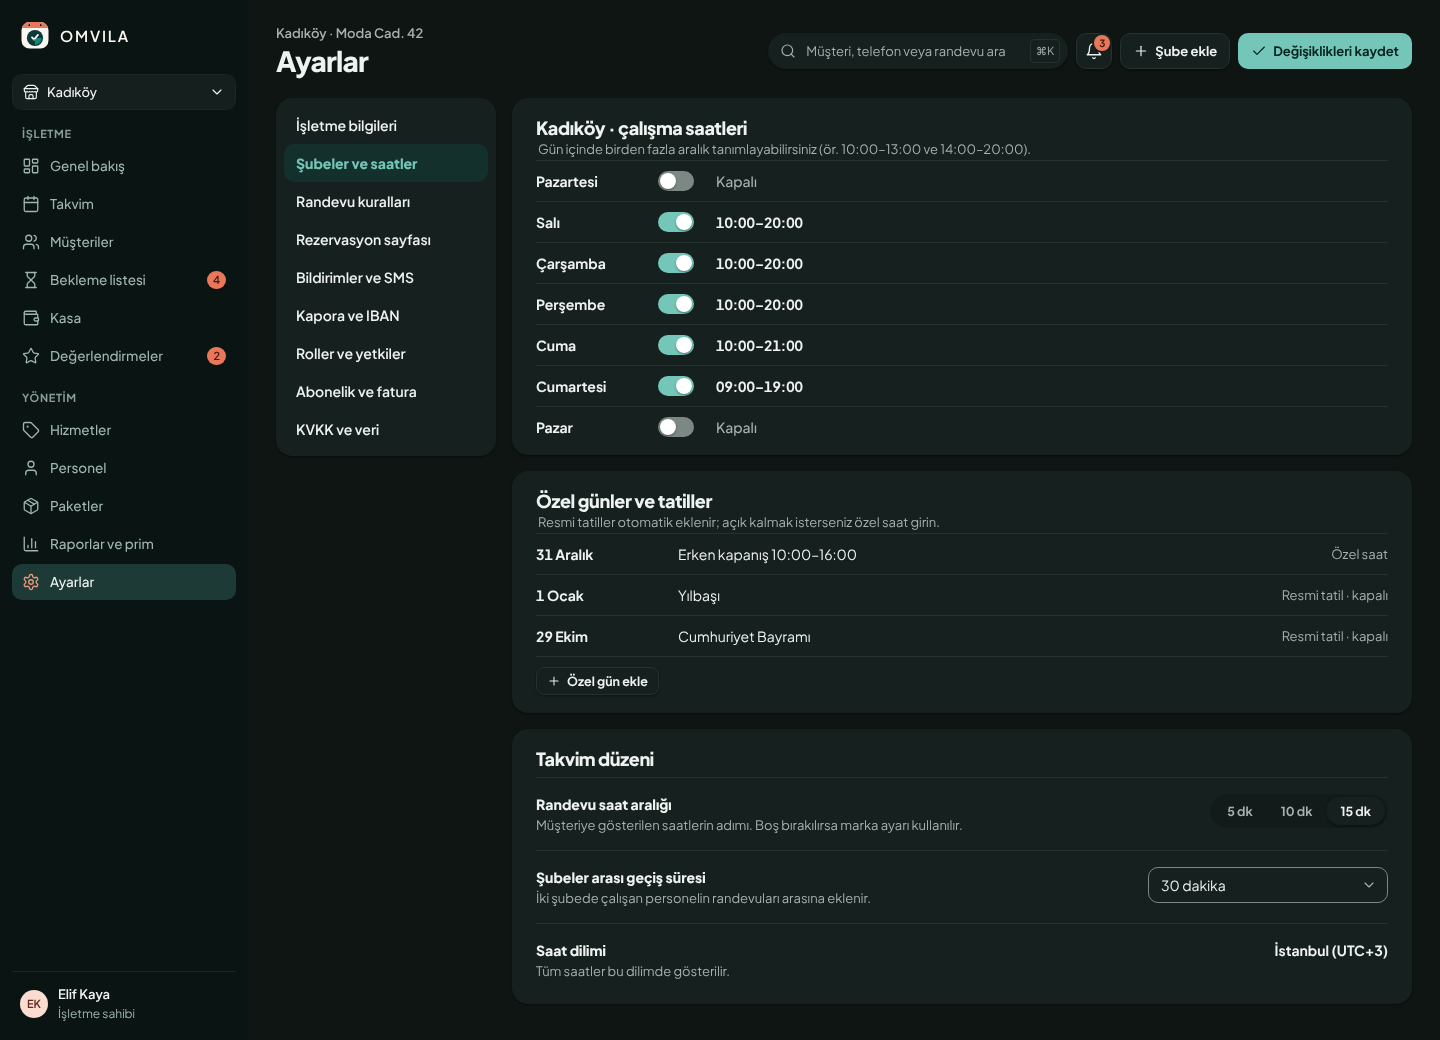 OMVILA
Kadıköy
İŞLETME
Genel bakış
Takvim
Müşteriler
Bekleme listesi 4
Kasa
Değerlendirmeler 2
YÖNETİM
Hizmetler
Personel
Paketler
Raporlar ve prim
Ayarlar
EK
Elif Kaya
İşletme sahibi
Kadıköy · Moda Cad. 42
Ayarlar
Müşteri, telefon veya randevu ara ⌘K
3
Şube ekle
Değişiklikleri kaydet
İşletme bilgileri
Şubeler ve saatler
Randevu kuralları
Rezervasyon sayfası
Bildirimler ve SMS
Kapora ve IBAN
Roller ve yetkiler
Abonelik ve fatura
KVKK ve veri
Kadıköy · çalışma saatleri
Gün içinde birden fazla aralık tanımlayabilirsiniz (ör. 10:00–13:00 ve 14:00–20:00).
Pazartesi Kapalı
Salı 10:00–20:00
Çarşamba 10:00–20:00
Perşembe 10:00–20:00
Cuma 10:00–21:00
Cumartesi 09:00–19:00
Pazar Kapalı
Özel günler ve tatiller
Resmi tatiller otomatik eklenir; açık kalmak isterseniz özel saat girin.
31 Aralık Erken kapanış 10:00–16:00 Özel saat
1 Ocak Yılbaşı Resmi tatil · kapalı
29 Ekim Cumhuriyet Bayramı Resmi tatil · kapalı
Özel gün ekle
Takvim düzeni
Randevu saat aralığı
Müşteriye gösterilen saatlerin adımı. Boş bırakılırsa marka ayarı kullanılır.
5 dk 10 dk 15 dk
Şubeler arası geçiş süresi
İki şubede çalışan personelin randevuları arasına eklenir.
30 dakika
Saat dilimi
Tüm saatler bu dilimde gösterilir.
İstanbul (UTC+3)